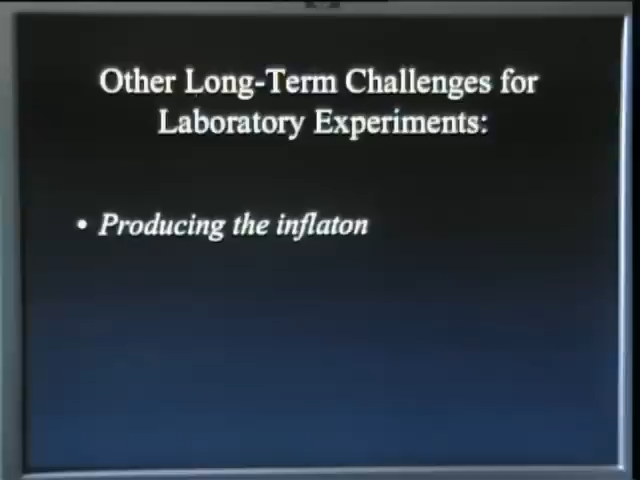 Other Long-Term Challenges for
Laboratory Experiments:
• Producing the inflaton